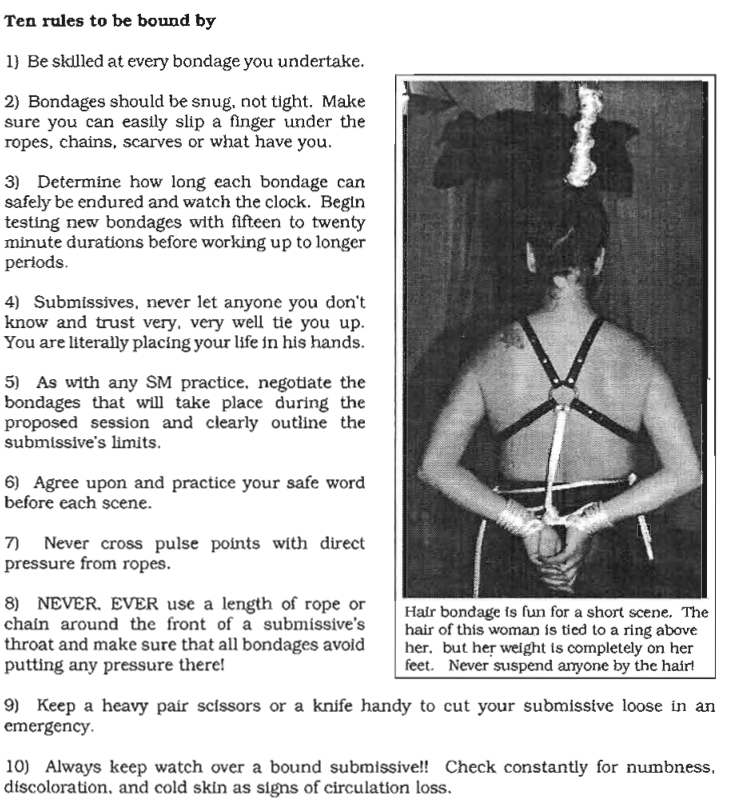 Ten rules to be bound by
1) Be skilled at every bondage you undertake.
2) Bondages should be snug, not tight. Make
sure you can easily slip a finger under the
ropes, chains, scarves or what have you.
3) Determine how long each bondage can
safely be endured and watch the clock. Begin
testing new bondages with fifteen to twenty
minute durations before working up to longer
periods.
4) Submissives, never let anyone you don't
know and trust very, very well tie you up.
You are literally placing your life in his hands.
5) As with any SM practice, negotiate the
bondages that will take place during the
proposed session and clearly outline the
submissive's limits.
6) Agree upon and practice your safe word
before each scene.
7) Never cross pulse points with direct
pressure from ropes.
8) NEVER, EVER use a length of rope or
chain around the front of a submissive's
throat and make sure that all bondages avoid
putting any pressure there!
Hair bondage is fun for a short scene. The
hair of this woman is tied to a ring above
her, but her weight is completely on her
feet. Never suspend anyone by the hair!
9) Keep a heavy pair scissors or a knife handy to cut your submissive loose in an
emergency.
10) Always keep watch over a bound submissive!! Check constantly for numbness,
discoloration, and cold skin as signs of circulation loss.